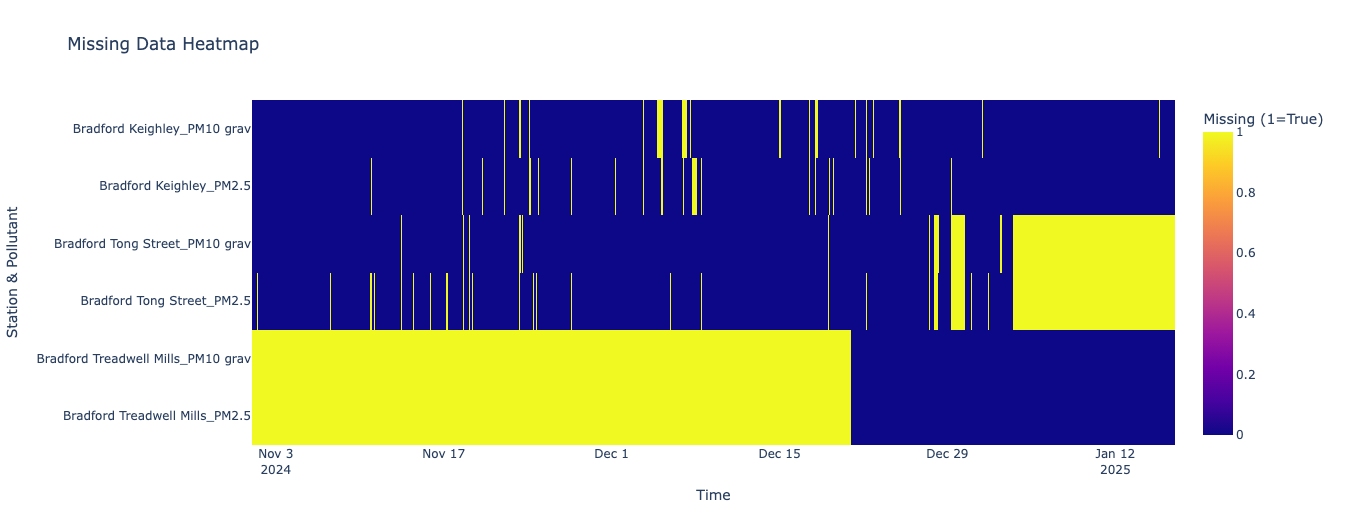 Missing Data Heatmap
Missing (1=True)
Station & Pollutant
Bradford Keighley_PM10 grav
Bradford Keighley_PM2.5
Bradford Tong Street_PM10 grav
Bradford Tong Street_PM2.5
Bradford Treadwell Mills_PM10 grav
Bradford Treadwell Mills_PM2.5
1
0.8
0.6
0.4
0.2
0
Nov 3
2024
Nov 17
Dec 1
Dec 15
Dec 29
Jan 12
2025
Time